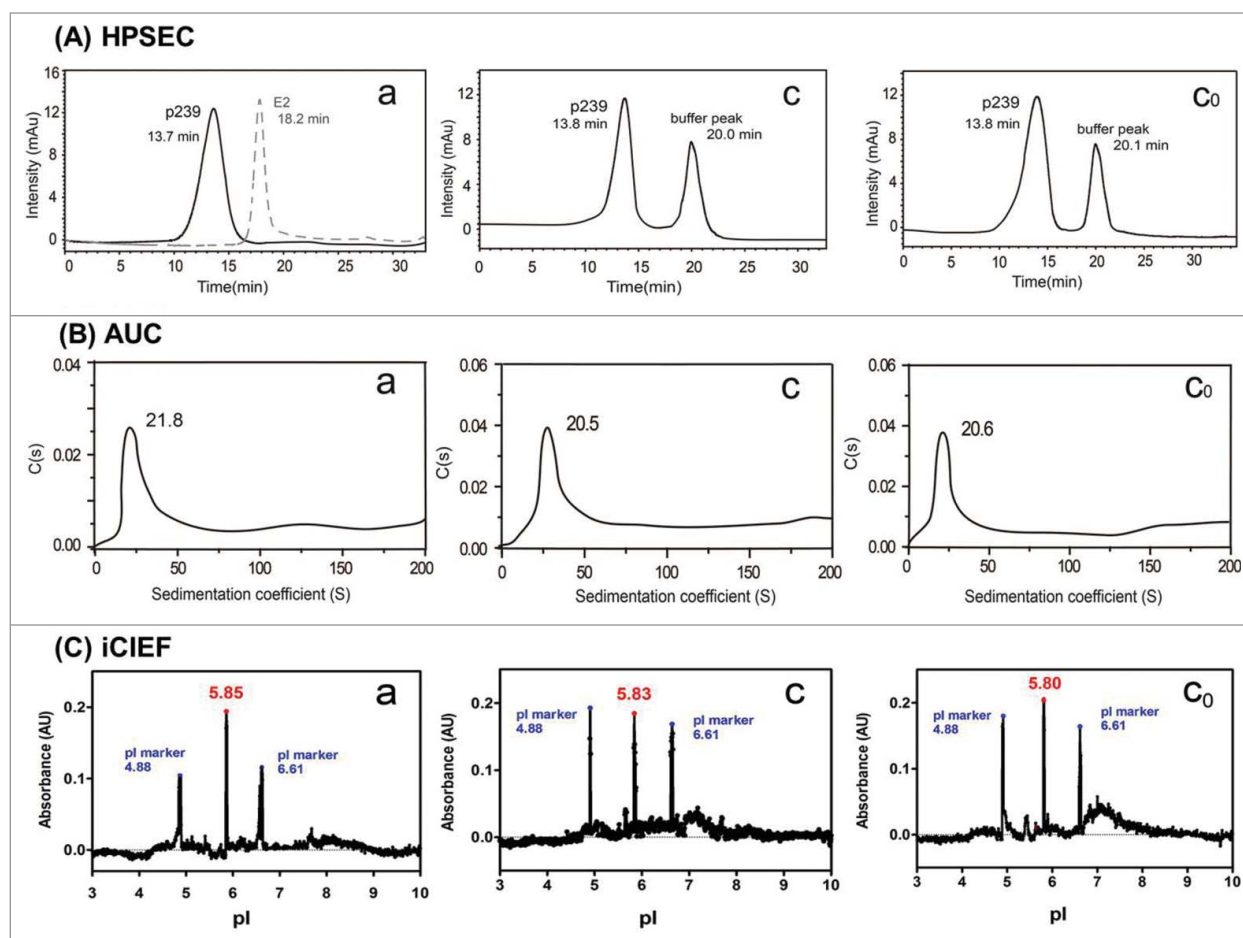 (A) HPSEC
a
16
12
8
4
0
Intensity (mAu)
p239
13.7 min
E2
18.2 min
0 5 10 15 20 25 30
Time(min)
c
12
8
4
0
Intensity (mAu)
p239
13.8 min
buffer peak
20.0 min
0 5 10 15 20 25 30
Time(min)
C0
12
8
4
0
Intensity (mAu)
p239
13.8 min
buffer peak
20.1 min
0 5 10 15 20 25 30
Time(min)
(B) AUC
a
0.04
0.02
0.00
C(s)
21.8
0 50 100 150 200
Sedimentation coefficient (S)
c
0.06
0.04
0.02
0.00
C(s)
20.5
0 50 100 150 200
Sedimentation coefficient (S)
C0
0.06
0.04
0.02
0.00
C(s)
20.6
0 50 100 150 200
Sedimentation coefficient (S)
(C) iCIEF
a
0.2
0.1
0.0
Absorbance (AU)
5.85
pI marker
4.88
pI marker
6.61
3 4 5 6 7 8 9 10
pI
c
0.2
0.1
0.0
Absorbance (AU)
5.83
pI marker
4.88
pI marker
6.61
3 4 5 6 7 8 9 10
pI
C0
0.2
0.1
0.0
Absorbance (AU)
5.80
pI marker
4.88
pI marker
6.61
3 4 5 6 7 8 9 10
pI